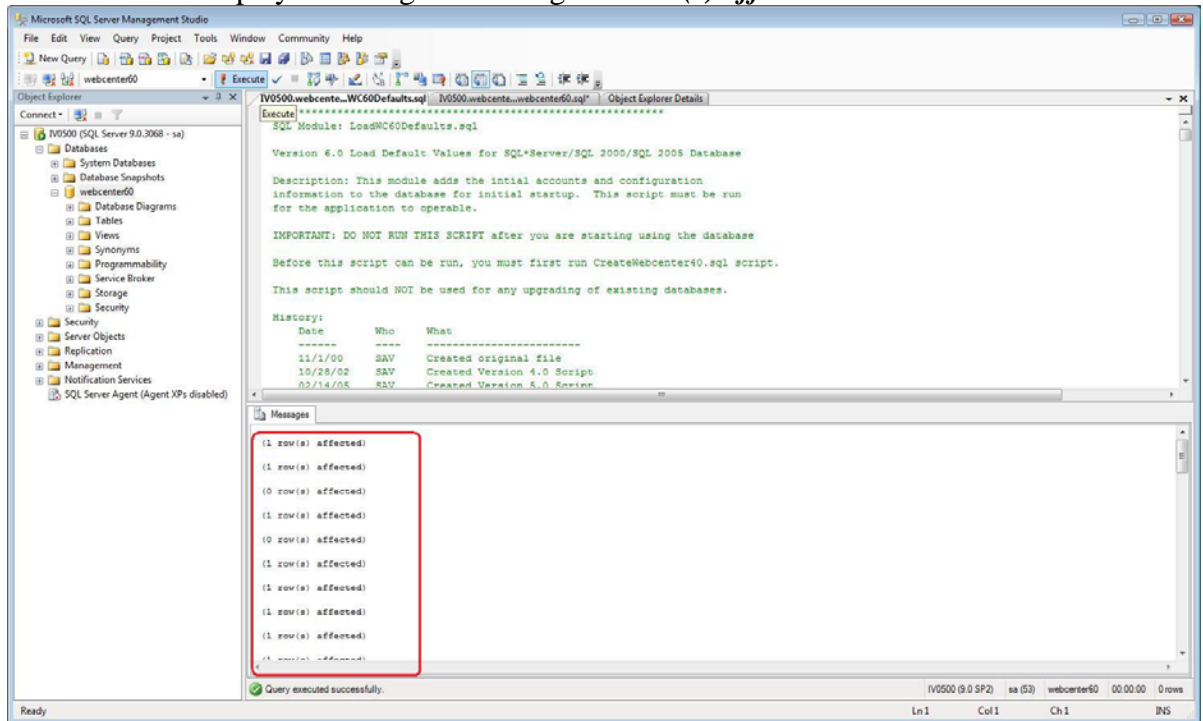 Microsoft SQL Server Management Studio
File Edit View Query Project Tools Window Community Help
New Query
webcenter60 Execute
Object Explorer
Connect
IV0500 (SQL Server 9.0.3068 - sa)
Databases
System Databases
Database Snapshots
webcenter60
Database Diagrams
Tables
Views
Synonyms
Programmability
Service Broker
Storage
Security
Security
Server Objects
Replication
Management
Notification Services
SQL Server Agent (Agent XPs disabled)
IV0500.webcente...WC60Defaults.sql IV0500.webcente...webcenter60.sql* Object Explorer Details
Execute
SQL Module: LoadWC60Defaults.sql
Version 6.0 Load Default Values for SQL*Server/SQL 2000/SQL 2005 Database
Description: This module adds the intial accounts and configuration
information to the database for initial startup. This script must be run
for the application to operable.
IMPORTANT: DO NOT RUN THIS SCRIPT after you are starting using the database
Before this script can be run, you must first run CreateWebcenter40.sql script.
This script should NOT be used for any upgrading of existing databases.
History:
Date Who What
11/1/00 SAV Created original file
10/28/02 SAV Created Version 4.0 Script
02/14/05 SAV Created Version 5.0 Script
Messages
(1 row(s) affected)
(1 row(s) affected)
(0 row(s) affected)
(1 row(s) affected)
(0 row(s) affected)
(1 row(s) affected)
(1 row(s) affected)
(1 row(s) affected)
(1 row(s) affected)
(1 row(s) affected)
Query executed successfully. IV0500 (9.0 SP2) sa (53) webcenter60 00:00:00 0 rows
Ready Ln 1 Col 1 Ch 1 INS